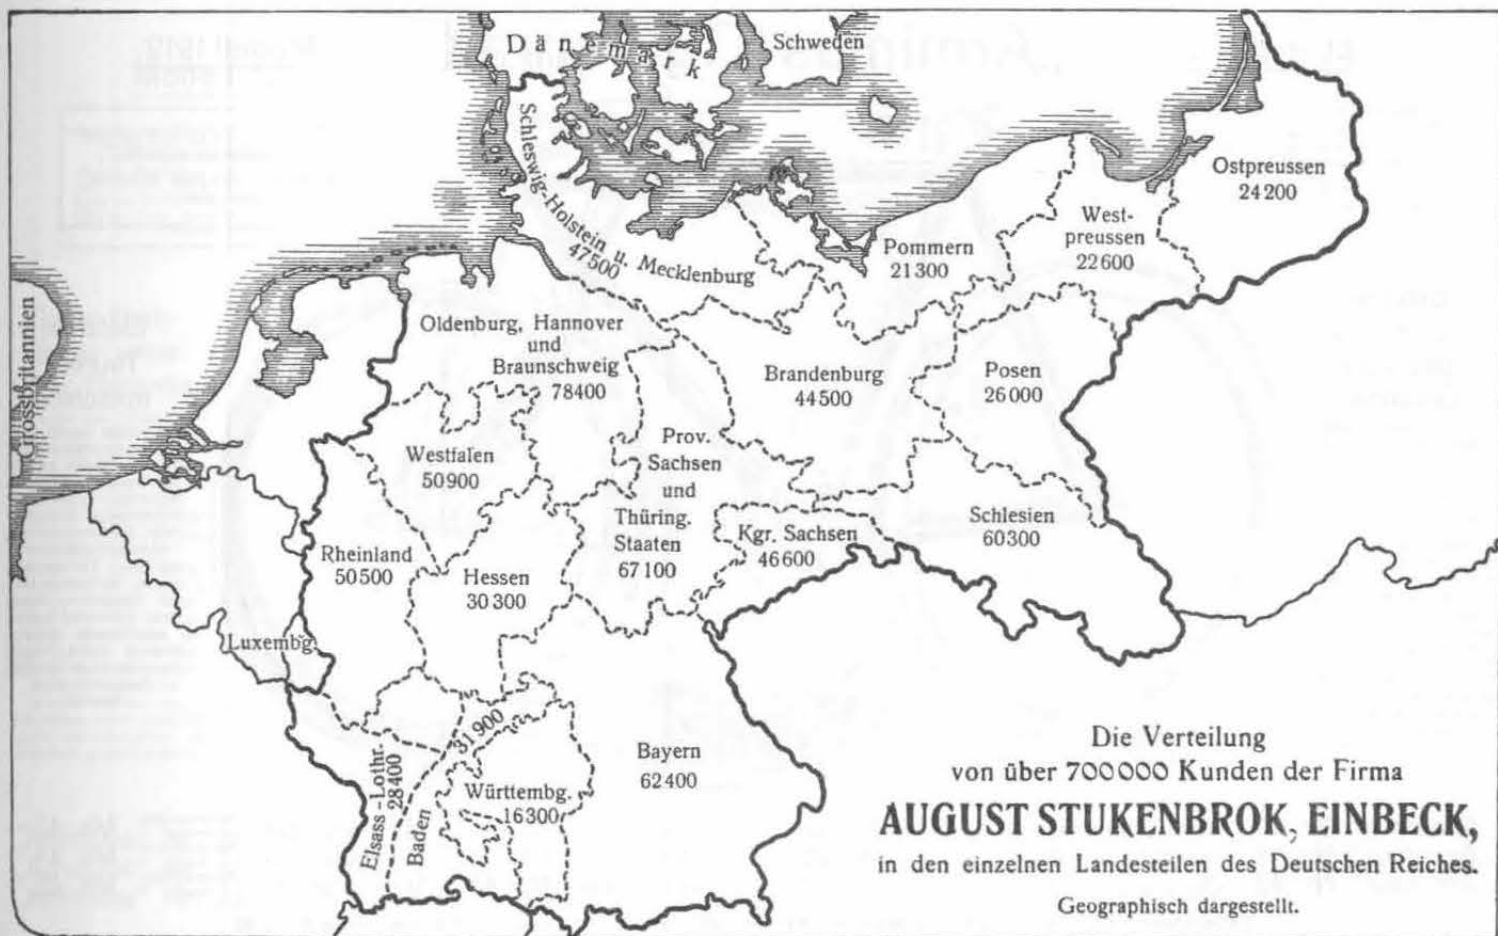 Dänemark
Schweden
Schleswig-Holstein u. Mecklenburg
47500
Ostpreussen
24200
West-
preussen
22600
Pommern
21300
Grossbritannien
Oldenburg, Hannover
und
Braunschweig
78400
Brandenburg
44500
Posen
26000
Westfalen
50900
Prov.
Sachsen
und
Thüring.
Staaten
67100
Kgr. Sachsen
46600
Schlesien
60300
Rheinland
50500
Hessen
30300
Luxembg.
Elsass-Lothr.
28400
Baden
31900
Württembg.
16300
Bayern
62400
Die Verteilung
von über 700000 Kunden der Firma
AUGUST STUKENBROK, EINBECK,
in den einzelnen Landesteilen des Deutschen Reiches.
Geographisch dargestellt.